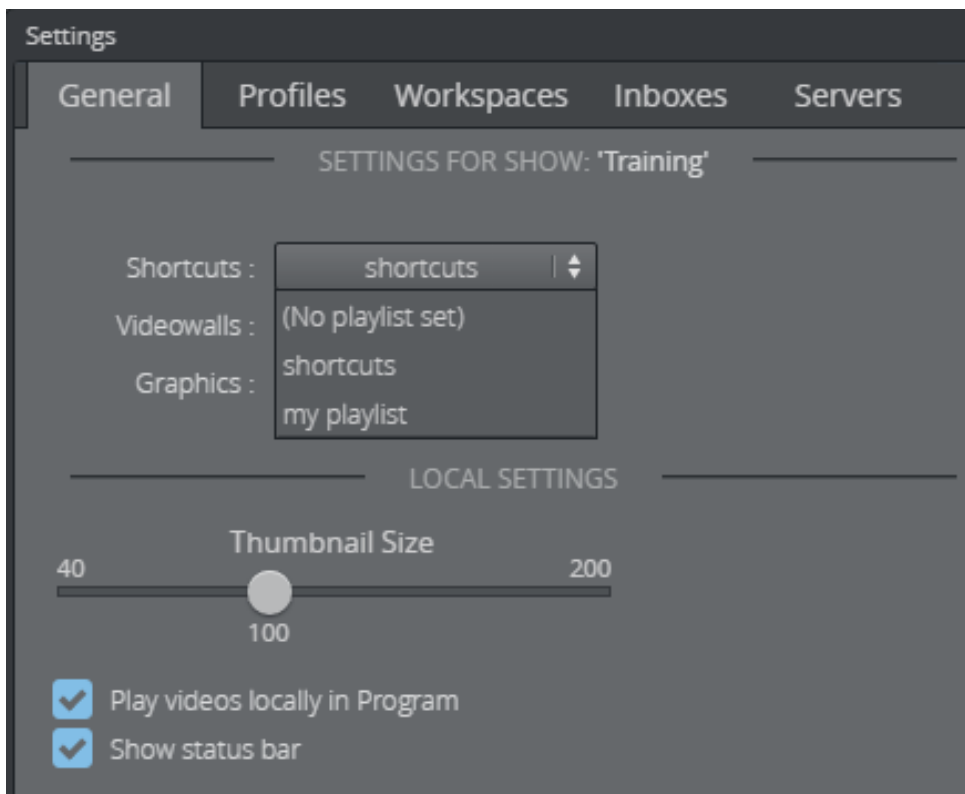 Settings
General Profiles Workspaces Inboxes Servers
SETTINGS FOR SHOW: 'Training'
Shortcuts : shortcuts
(No playlist set)
Videowalls :
shortcuts
Graphics :
my playlist
LOCAL SETTINGS
Thumbnail Size
40 200
100
Play videos locally in Program
Show status bar